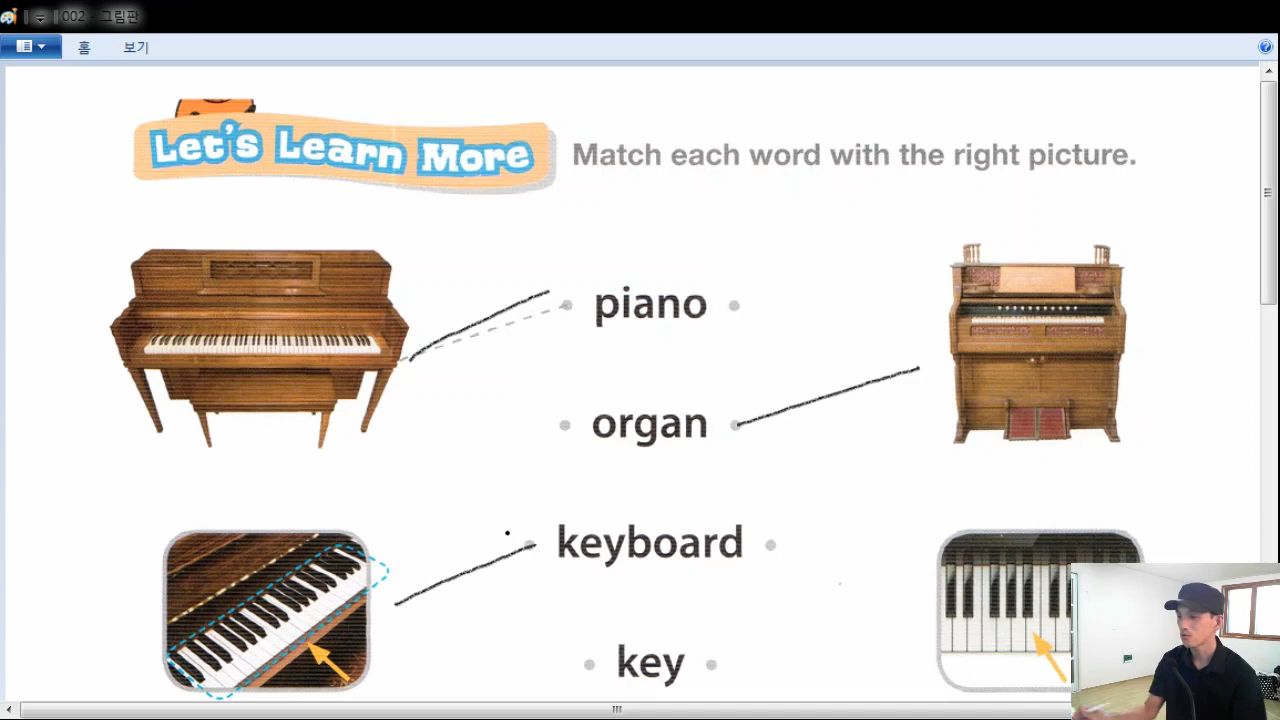 002 - 그림판
홈 보기
Let's Learn More
Match each word with the right picture.
piano
organ
keyboard
key